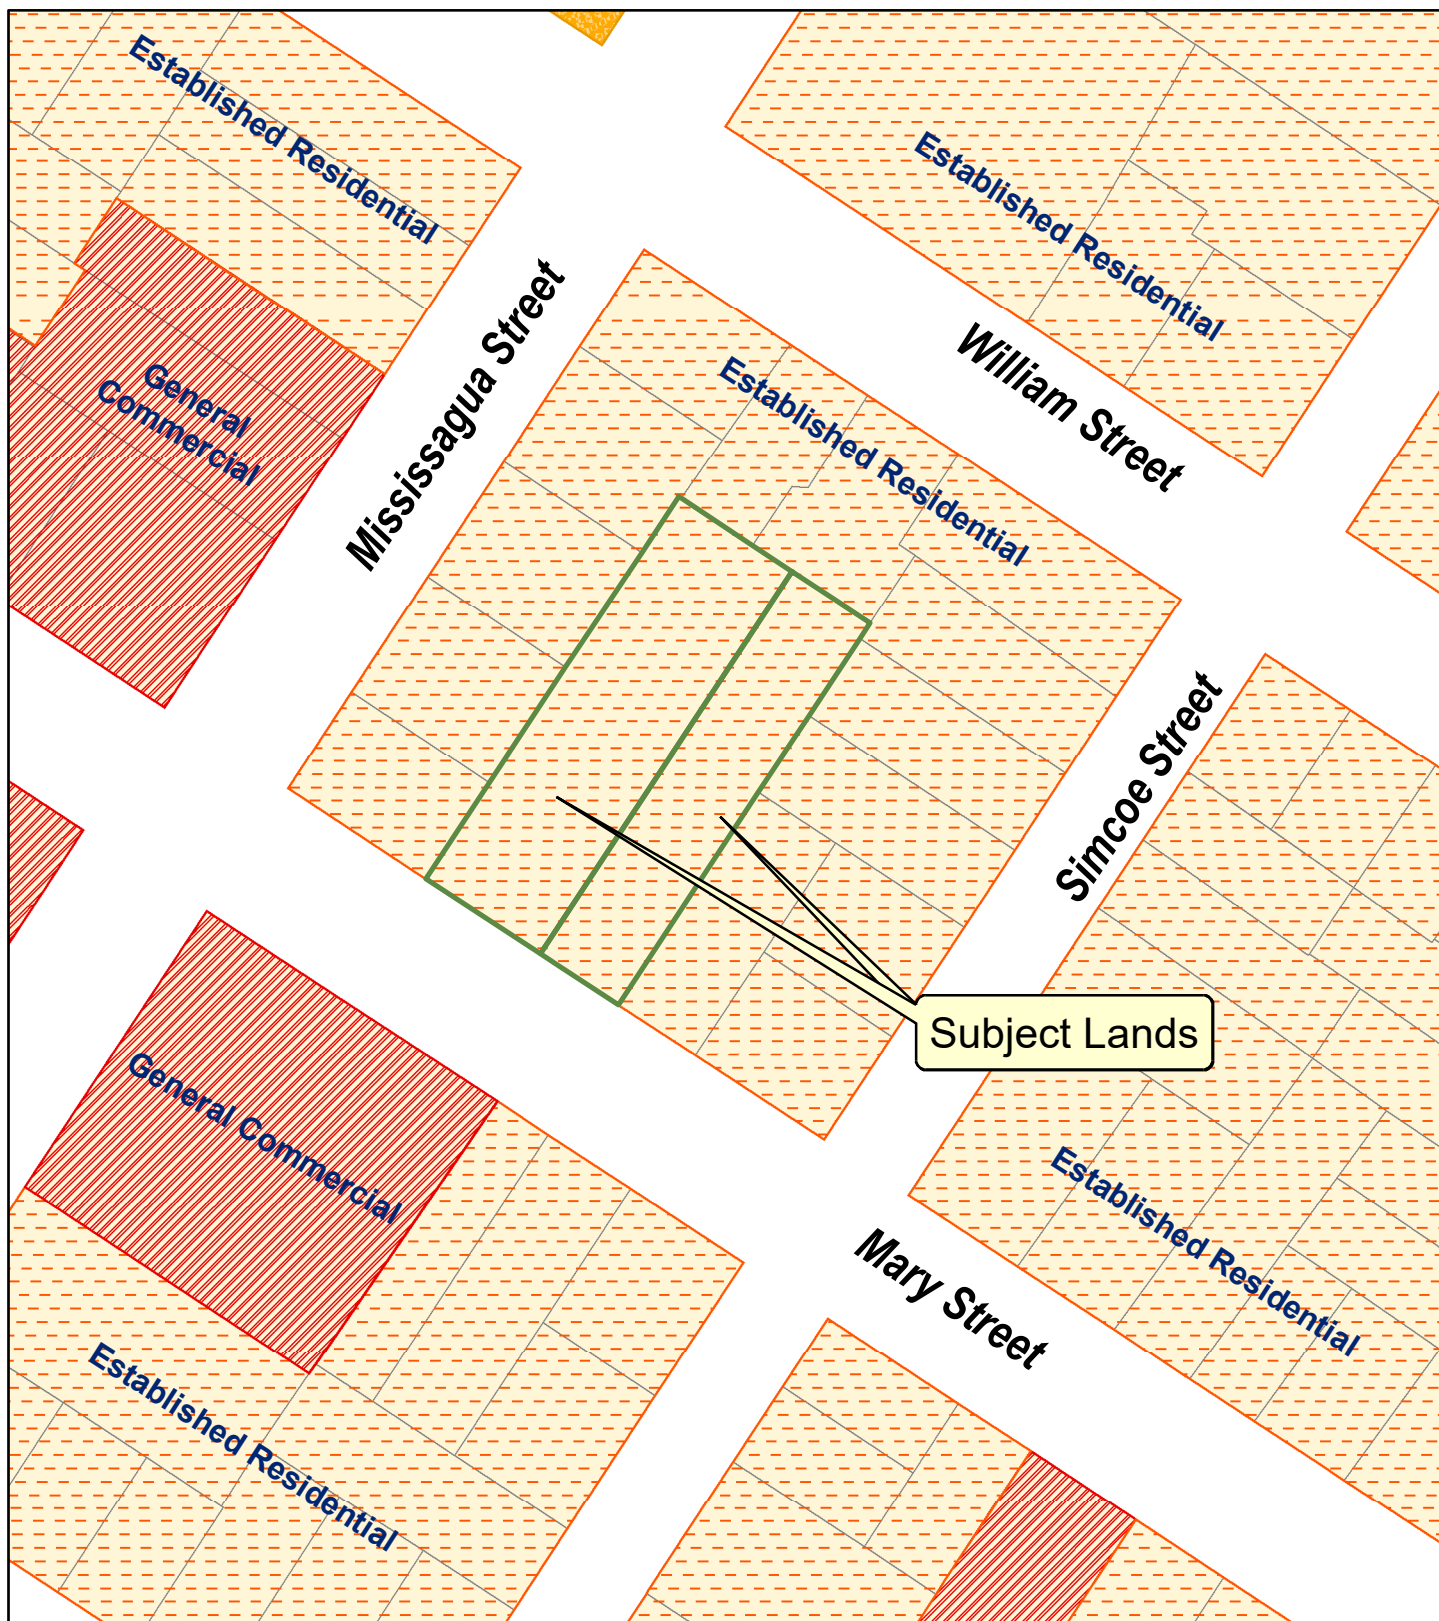 Established Residential
Established Residential
Mississagua Street
William Street
General
Commercial
Established Residential
Simcoe Street
Subject Lands
General Commercial
Established Residential
Mary Street
Established Residential